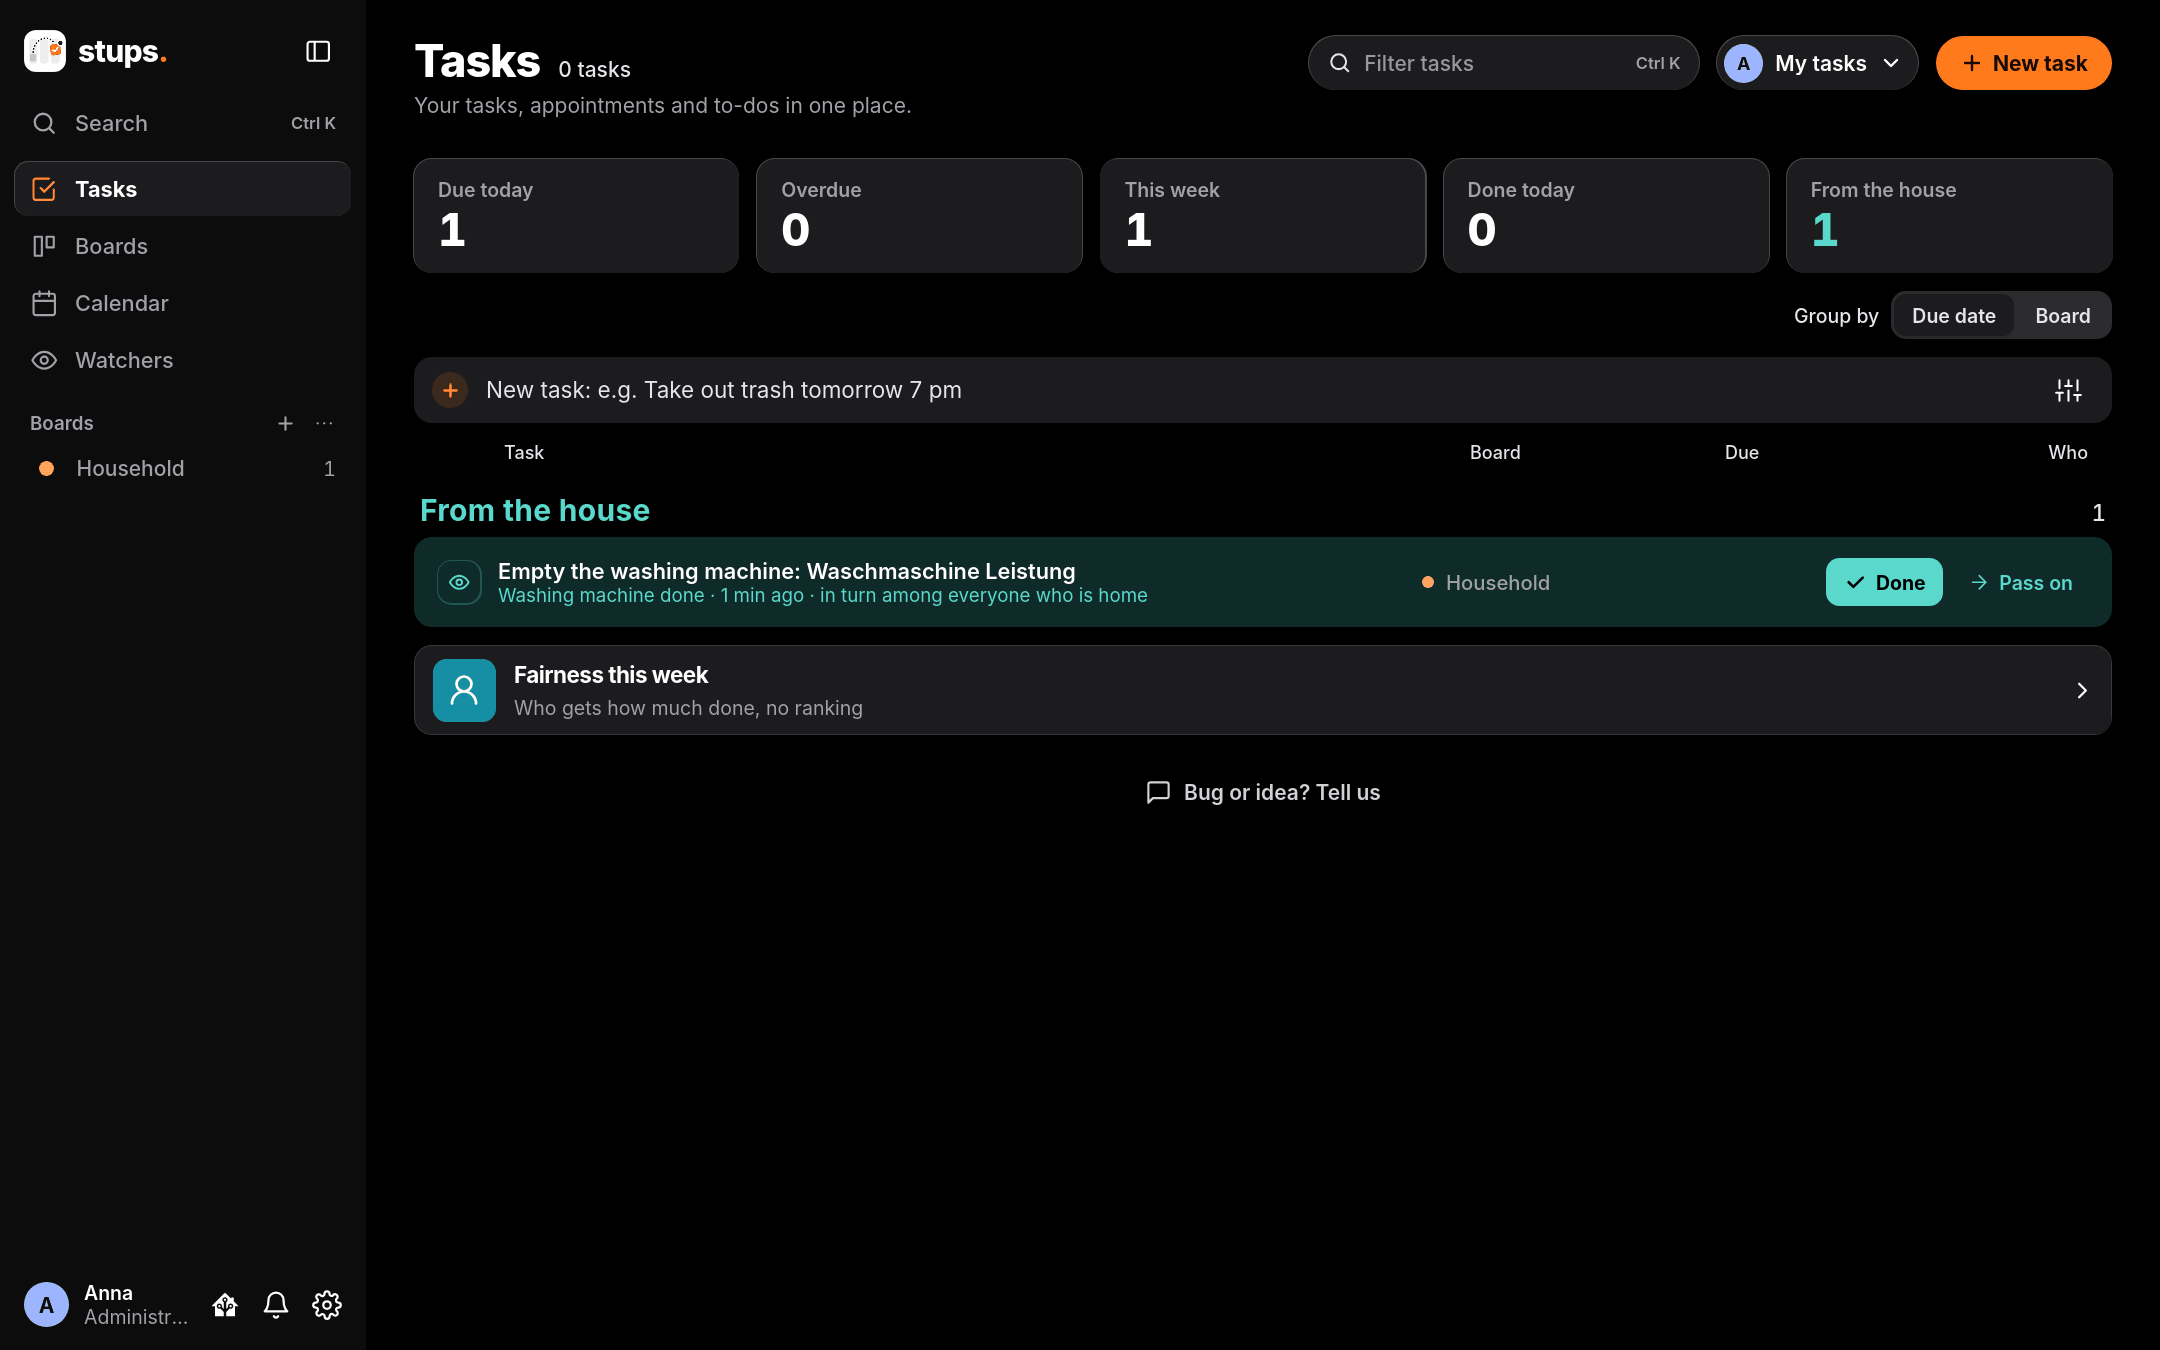 stups.
Search
Ctrl K
Tasks
Boards
Calendar
Watchers
Boards
Household
1
Anna
Administr...
Tasks
0 tasks
Your tasks, appointments and to-dos in one place.
Filter tasks
Ctrl K
A
My tasks
New task
Due today
1
Overdue
0
This week
1
Done today
0
From the house
1
Group by
Due date
Board
New task: e.g. Take out trash tomorrow 7 pm
Task
Board
Due
Who
From the house
1
Empty the washing machine: Waschmaschine Leistung
Washing machine done · 1 min ago · in turn among everyone who is home
Household
Done
Pass on
Fairness this week
Who gets how much done, no ranking
Bug or idea? Tell us
A